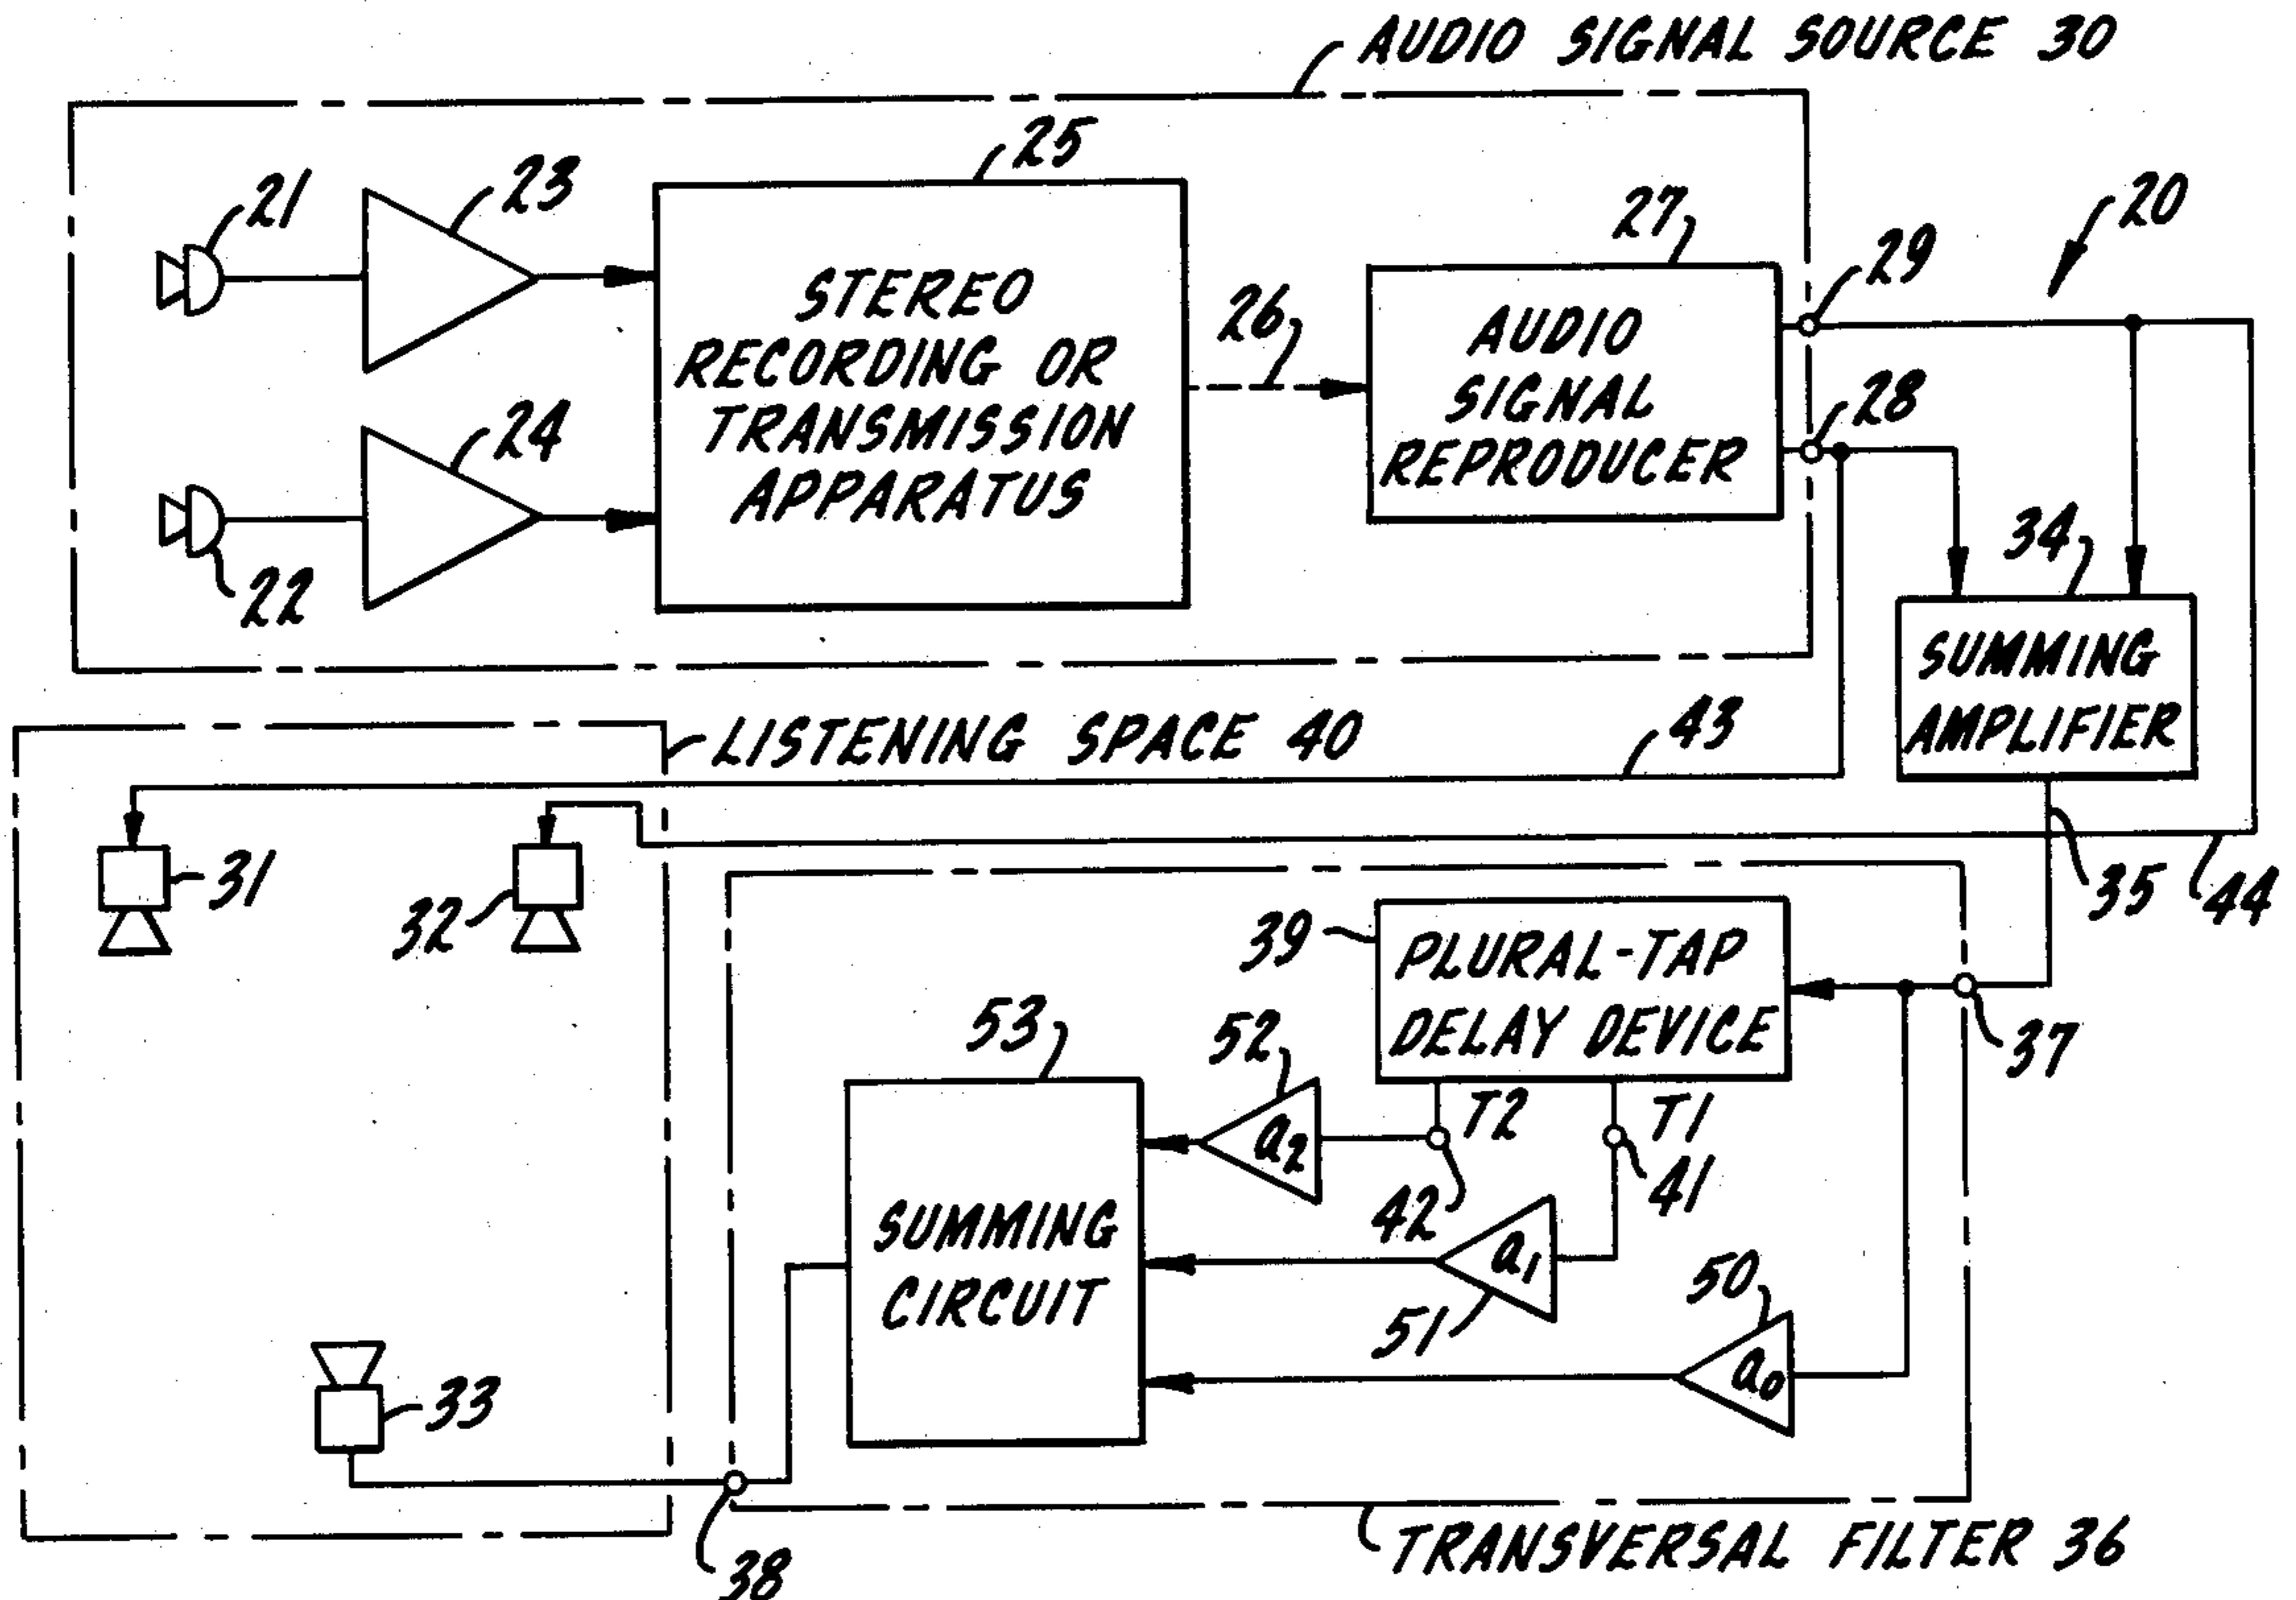 AUDIO SIGNAL SOURCE 30
25
23
21
20
27
29
STEREO
RECORDING OR
TRANSMISSION
APPARATUS
26
AUDIO
SIGNAL
REPRODUCER
28
24
22
34
SUMMING
AMPLIFIER
LISTENING SPACE 40
43
31
32
35
44
39
PLURAL-TAP
DELAY DEVICE
37
53
52
a2
T2
T1
41
42
SUMMING
CIRCUIT
a1
51
50
a0
33
38
TRANSVERSAL FILTER 36